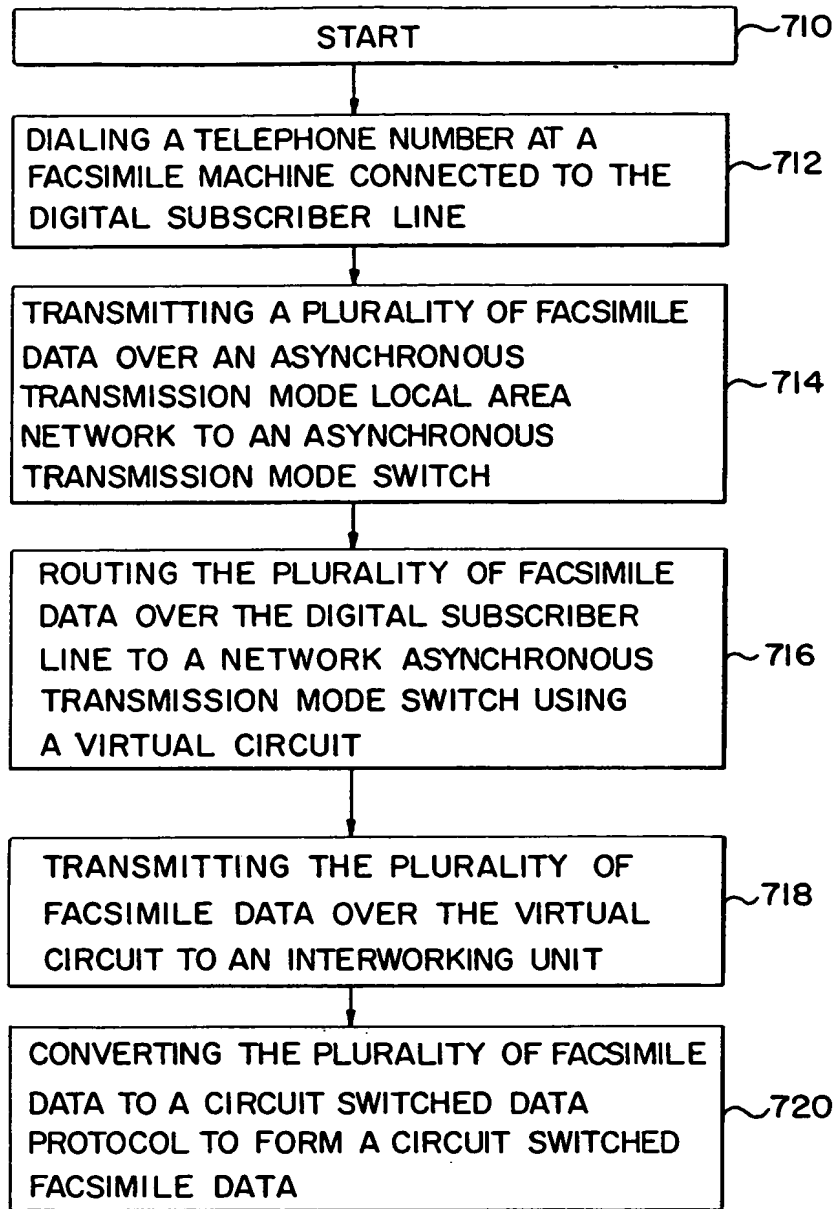 START
710
DIALING A TELEPHONE NUMBER AT A
FACSIMILE MACHINE CONNECTED TO THE
DIGITAL SUBSCRIBER LINE
712
TRANSMITTING A PLURALITY OF FACSIMILE
DATA OVER AN ASYNCHRONOUS
TRANSMISSION MODE LOCAL AREA
NETWORK TO AN ASYNCHRONOUS
TRANSMISSION MODE SWITCH
714
ROUTING THE PLURALITY OF FACSIMILE
DATA OVER THE DIGITAL SUBSCRIBER
LINE TO A NETWORK ASYNCHRONOUS
TRANSMISSION MODE SWITCH USING
A VIRTUAL CIRCUIT
716
TRANSMITTING THE PLURALITY OF
FACSIMILE DATA OVER THE VIRTUAL
CIRCUIT TO AN INTERWORKING UNIT
718
CONVERTING THE PLURALITY OF FACSIMILE
DATA TO A CIRCUIT SWITCHED DATA
PROTOCOL TO FORM A CIRCUIT SWITCHED
FACSIMILE DATA
720